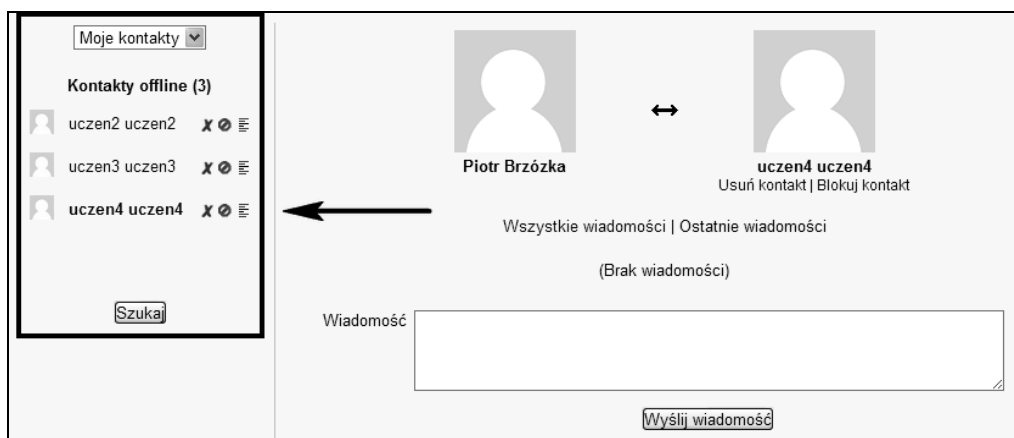 Moje kontakty
Kontakty offline (3)
uczen2 uczen2
uczen3 uczen3
uczen4 uczen4
Szukaj
Piotr Brzózka
uczen4 uczen4
Usuń kontakt | Blokuj kontakt
Wszystkie wiadomości | Ostatnie wiadomości
(Brak wiadomości)
Wiadomość
Wyślij wiadomość